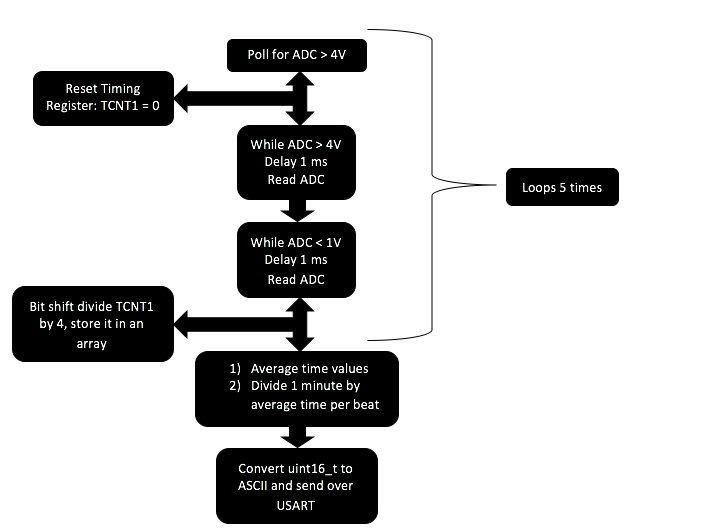 Poll for ADC > 4V
Reset Timing
Register: TCNT1 = 0
While ADC > 4V
Delay 1 ms
Read ADC
Loops 5 times
While ADC < 1V
Delay 1 ms
Read ADC
Bit shift divide TCNT1
by 4, store it in an
array
1) Average time values
2) Divide 1 minute by
average time per beat
Convert uint16_t to
ASCII and send over
USART